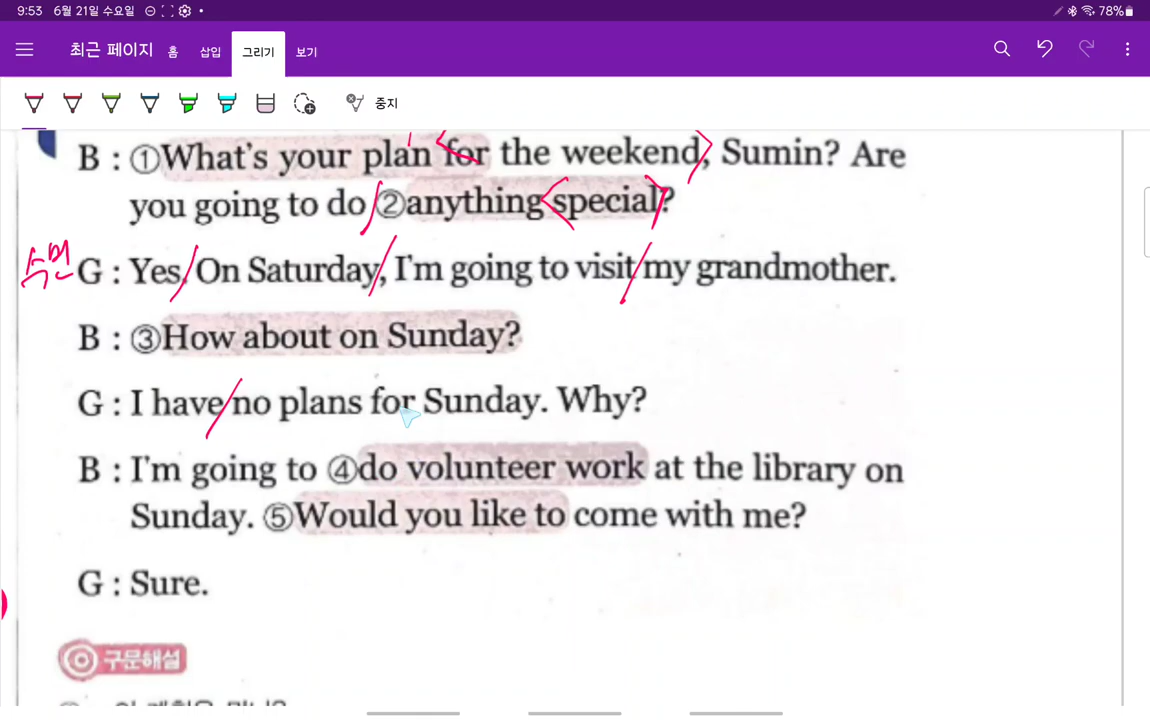 9:53 6월 21일 수요일 78%
최근 페이지 홈 삽입 그리기 보기
중지
B : ①What's your plan for the weekend, Sumin? Are
you going to do ②anything special?
수민 G : Yes, On Saturday, I'm going to visit my grandmother.
B : ③How about on Sunday?
G : I have no plans for Sunday. Why?
B : I'm going to ④do volunteer work at the library on
Sunday. ⑤Would you like to come with me?
G : Sure.
구문해설